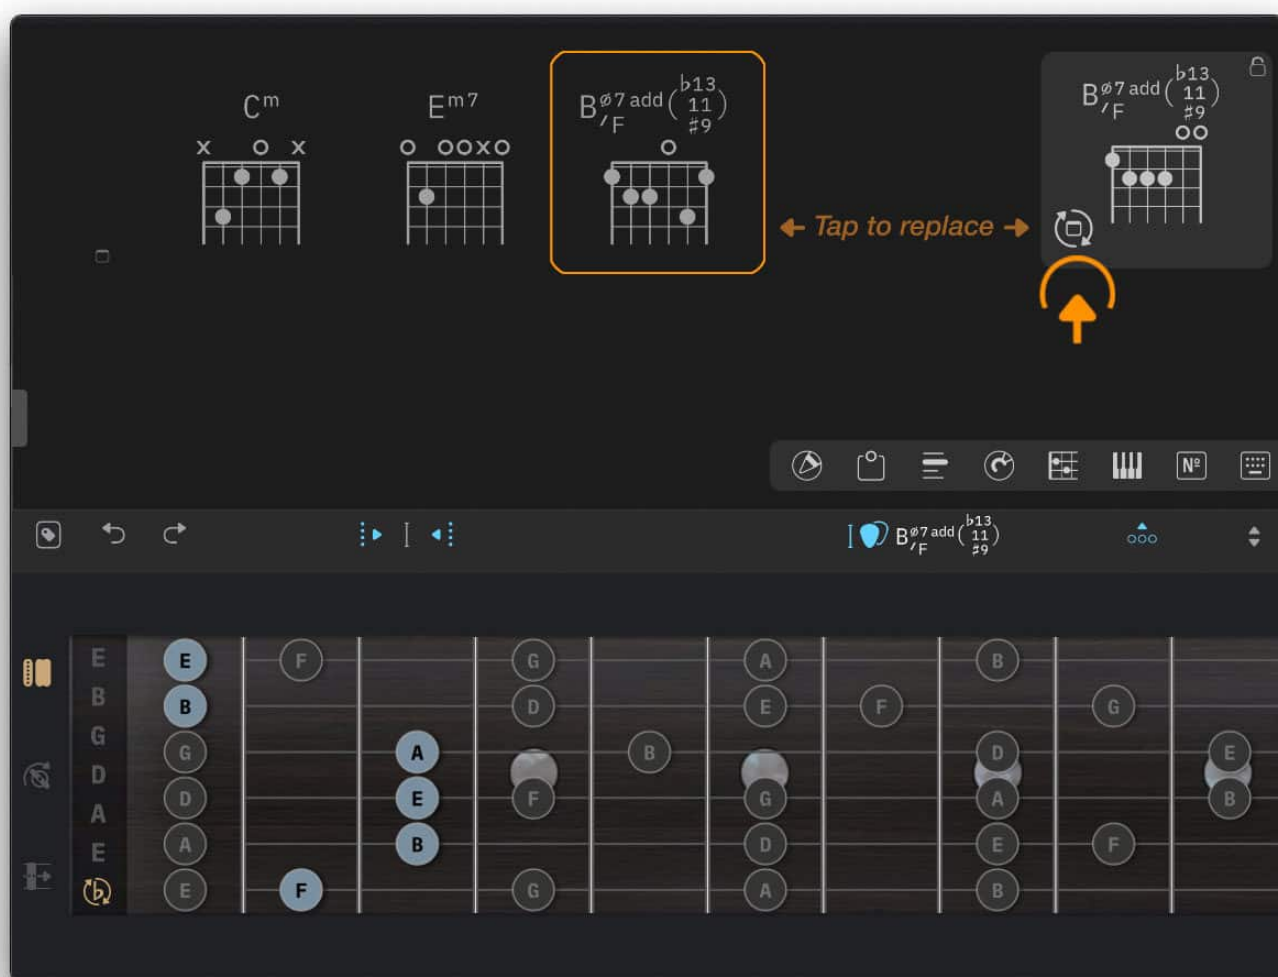 Cm
x o x
Em7
o o o x o
Bø7 add(♭13 11 ♯9)/F
o
← Tap to replace →
Bø7 add(♭13 11 ♯9)/F
o o
Nº
Bø7 add(♭13 11 ♯9)/F
E E F G A B
B B D E F G
G G A B D E
D D E F G A B
A A B D E F
E E F G A B
♭